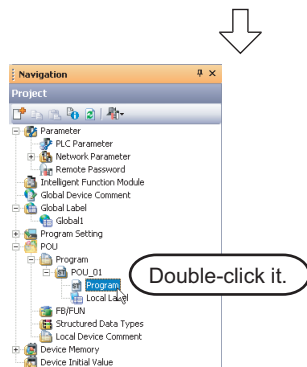 Navigation
Project
Parameter
PLC Parameter
Network Parameter
Remote Password
Intelligent Function Module
Global Device Comment
Global Label
Global1
Program Setting
POU
Program
POU_01
Program
Local Label
FB/FUN
Structured Data Types
Local Device Comment
Device Memory
Device Initial Value
Double-click it.